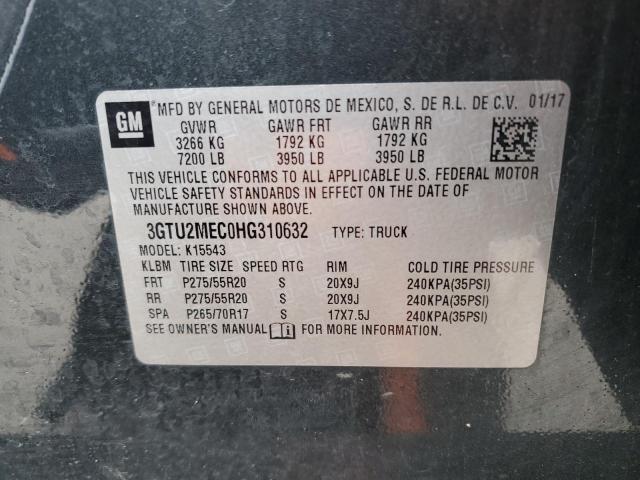 GM
MFD BY GENERAL MOTORS DE MEXICO, S. DE R.L. DE C.V. 01/17
GVWR GAWR FRT GAWR RR
3266 KG 1792 KG 1792 KG
7200 LB 3950 LB 3950 LB
THIS VEHICLE CONFORMS TO ALL APPLICABLE U.S. FEDERAL MOTOR
VEHICLE SAFETY STANDARDS IN EFFECT ON THE DATE OF
MANUFACTURE SHOWN ABOVE.
3GTU2MEC0HG310632 TYPE: TRUCK
MODEL: K15543
KLBM TIRE SIZE SPEED RTG RIM COLD TIRE PRESSURE
FRT P275/55R20 S 20X9J 240KPA(35PSI)
RR P275/55R20 S 20X9J 240KPA(35PSI)
SPA P265/70R17 S 17X7.5J 240KPA(35PSI)
SEE OWNER'S MANUAL FOR ADDITIONAL INFORMATION.